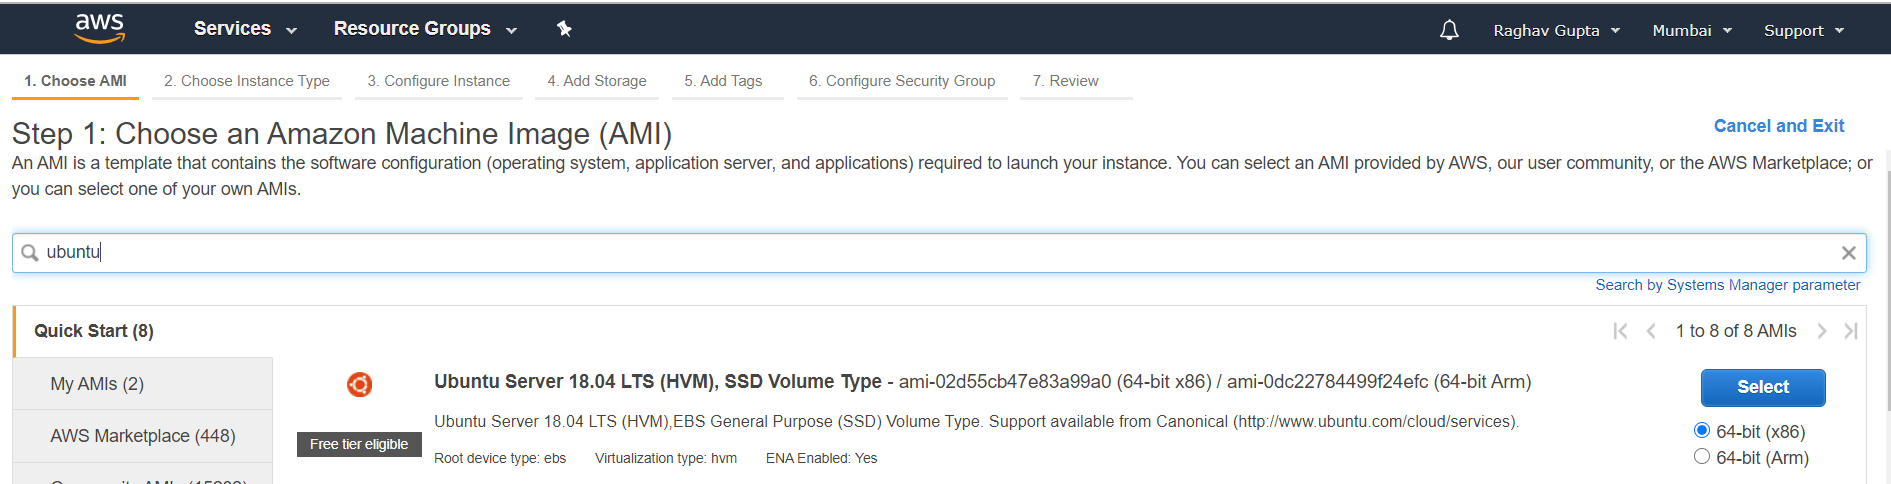 aws Services Resource Groups Raghav Gupta Mumbai Support
1. Choose AMI 2. Choose Instance Type 3. Configure Instance 4. Add Storage 5. Add Tags 6. Configure Security Group 7. Review
Step 1: Choose an Amazon Machine Image (AMI)
Cancel and Exit
An AMI is a template that contains the software configuration (operating system, application server, and applications) required to launch your instance. You can select an AMI provided by AWS, our user community, or the AWS Marketplace; or
you can select one of your own AMIs.
ubuntu
Search by Systems Manager parameter
Quick Start (8)
1 to 8 of 8 AMIs
My AMIs (2)
AWS Marketplace (448)
Ubuntu Server 18.04 LTS (HVM), SSD Volume Type - ami-02d55cb47e83a99a0 (64-bit x86) / ami-0dc22784499f24efc (64-bit Arm)
Ubuntu Server 18.04 LTS (HVM),EBS General Purpose (SSD) Volume Type. Support available from Canonical (http://www.ubuntu.com/cloud/services).
Free tier eligible
Root device type: ebs Virtualization type: hvm ENA Enabled: Yes
Select
64-bit (x86)
64-bit (Arm)